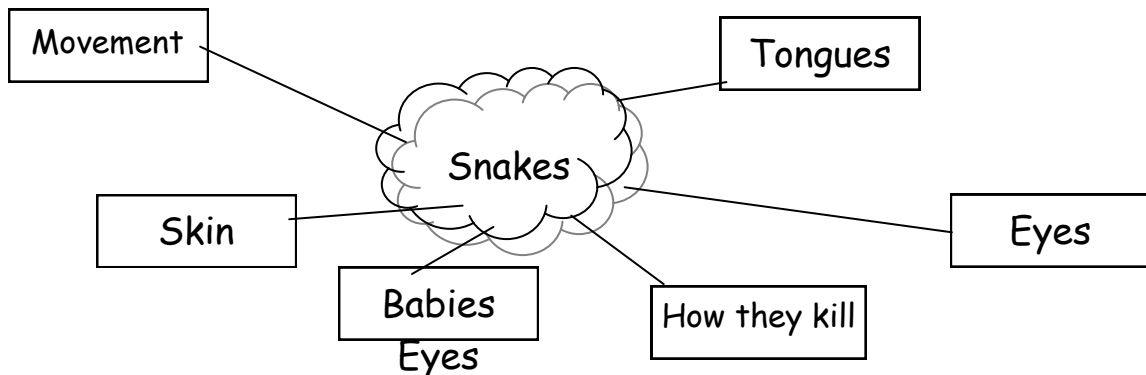 Movement
Tongues
Snakes
Skin
Eyes
Babies
Eyes
How they kill